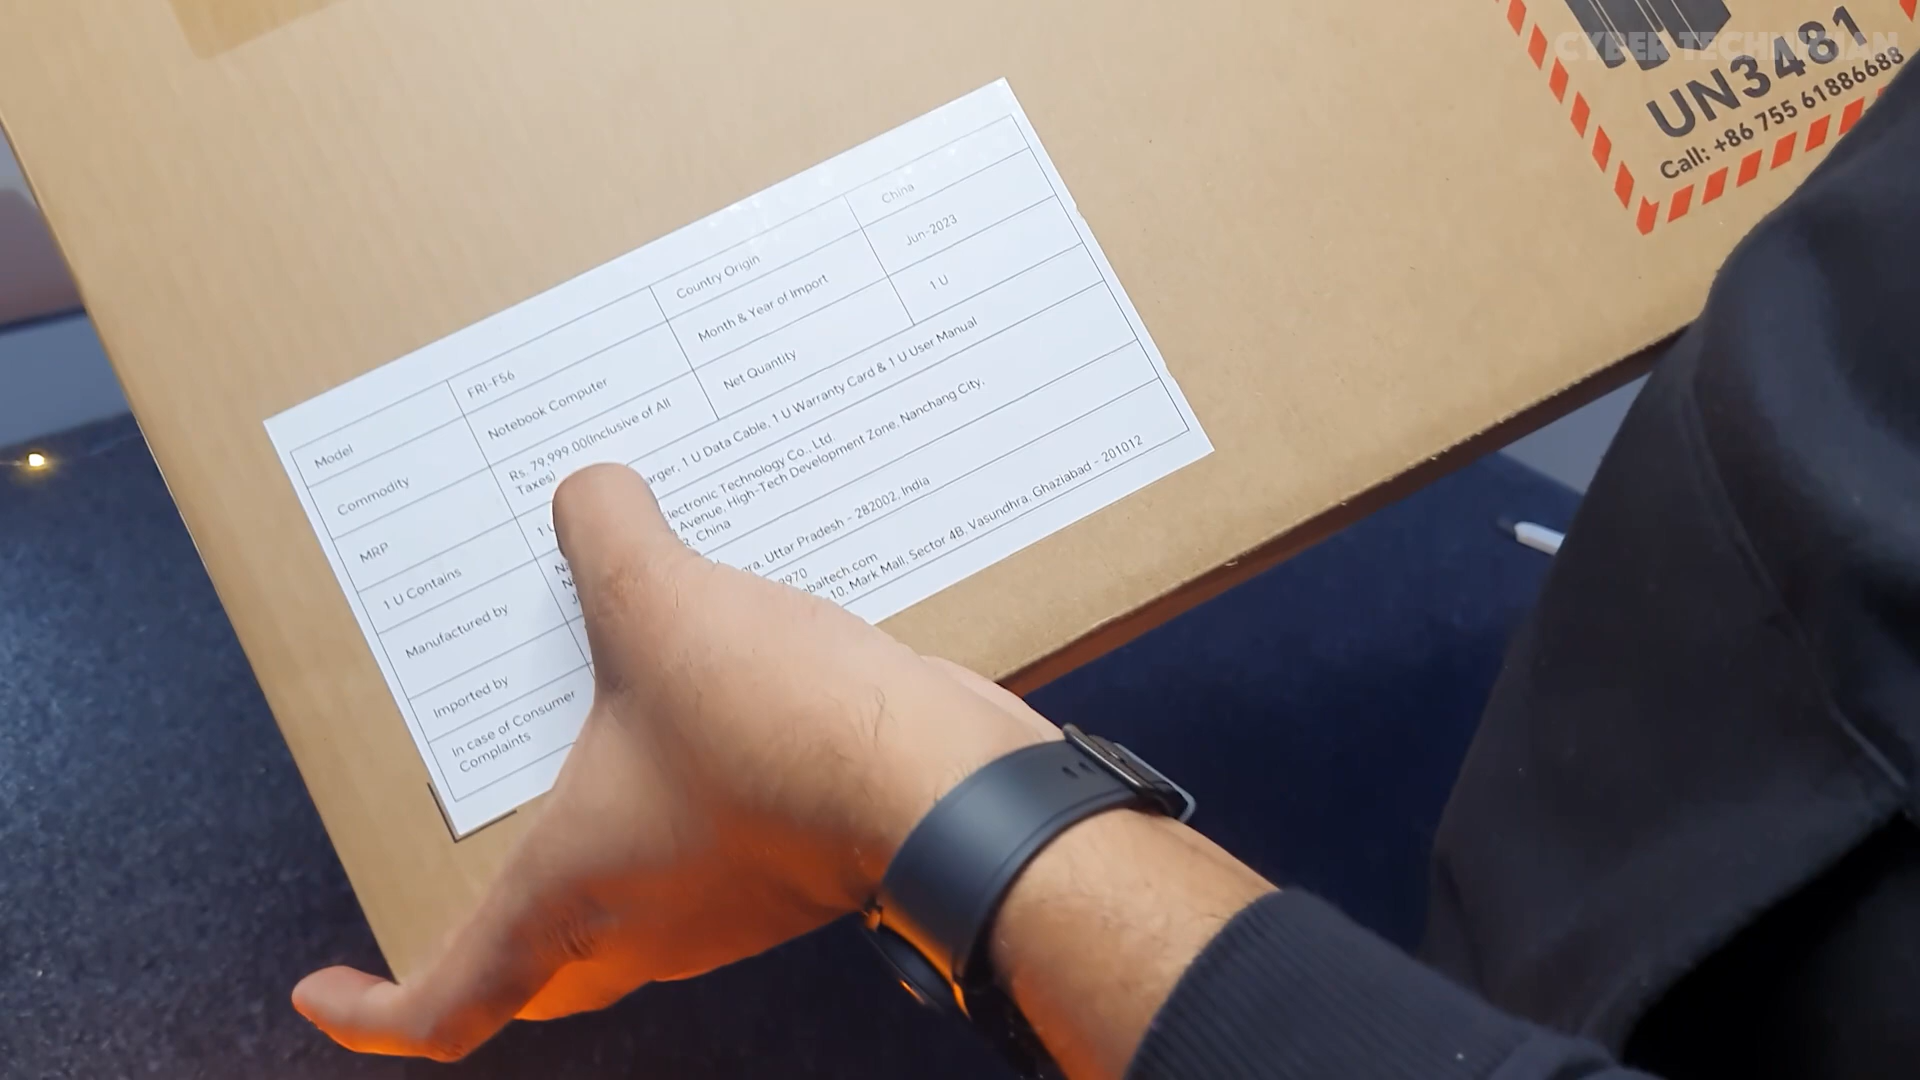 CYBER TECHNICIAN
UN3481
Call: +86 755 61886688
Model
FRI-F56
Country Origin
China
Commodity
Notebook Computer
Month & Year of Import
Jun-2023
MRP
Rs. 79,999.00(Inclusive of All
Taxes)
Net Quantity
1 U
1 U Contains
1 U
arger, 1 U Data Cable, 1 U Warranty Card & 1 U User Manual
Manufactured by
Electronic Technology Co., Ltd.
Avenue, High-Tech Development Zone, Nanchang City,
China
Imported by
gra, Uttar Pradesh - 282002, India
In case of Consumer
Complaints
9970
obaltech.com
10, Mark Mall, Sector 4B, Vasundhra, Ghaziabad - 201012